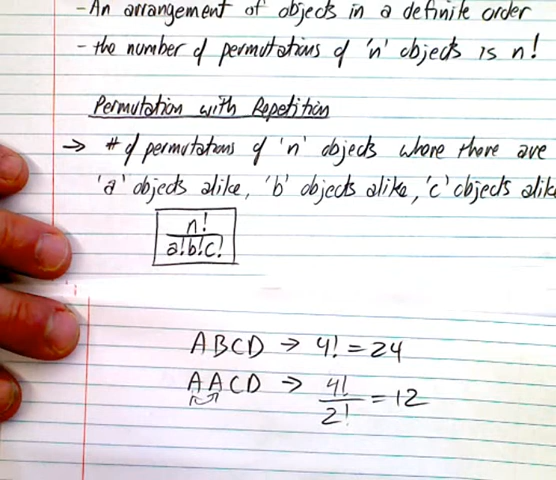 - An arrangement of objects in a definite order
- the number of permutations of 'n' objects is n!
Permutation with Repetition
→ # of permutations of 'n' objects where there are
'a' objects alike, 'b' objects alike, 'c' objects alik
n!
a!b!c!
ABCD → 4! = 24
AACD → 4!/2! = 12